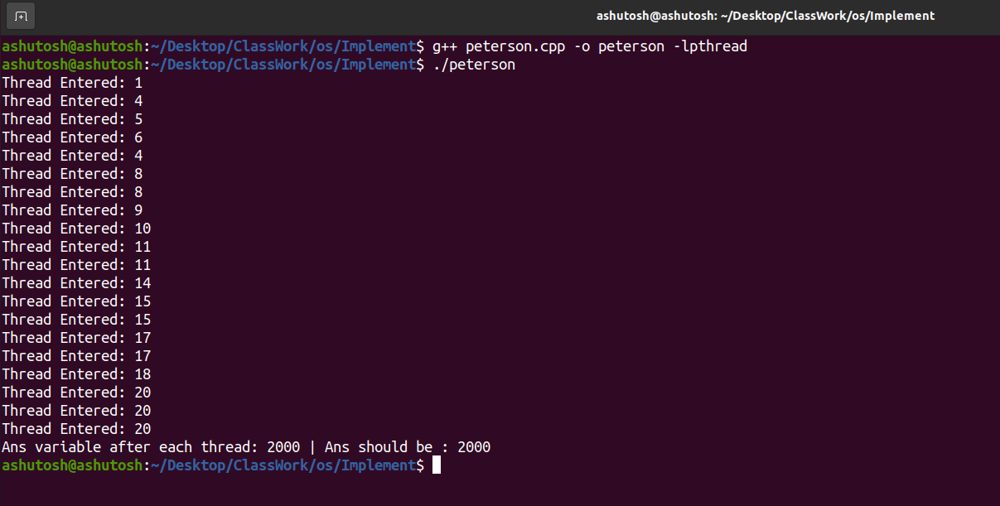 ashutosh@ashutosh: ~/Desktop/ClassWork/os/Implement
ashutosh@ashutosh:~/Desktop/ClassWork/os/Implement$ g++ peterson.cpp -o peterson -lpthread
ashutosh@ashutosh:~/Desktop/ClassWork/os/Implement$ ./peterson
Thread Entered: 1
Thread Entered: 4
Thread Entered: 5
Thread Entered: 6
Thread Entered: 4
Thread Entered: 8
Thread Entered: 8
Thread Entered: 9
Thread Entered: 10
Thread Entered: 11
Thread Entered: 11
Thread Entered: 14
Thread Entered: 15
Thread Entered: 15
Thread Entered: 17
Thread Entered: 17
Thread Entered: 18
Thread Entered: 20
Thread Entered: 20
Thread Entered: 20
Ans variable after each thread: 2000 | Ans should be : 2000
ashutosh@ashutosh:~/Desktop/ClassWork/os/Implement$